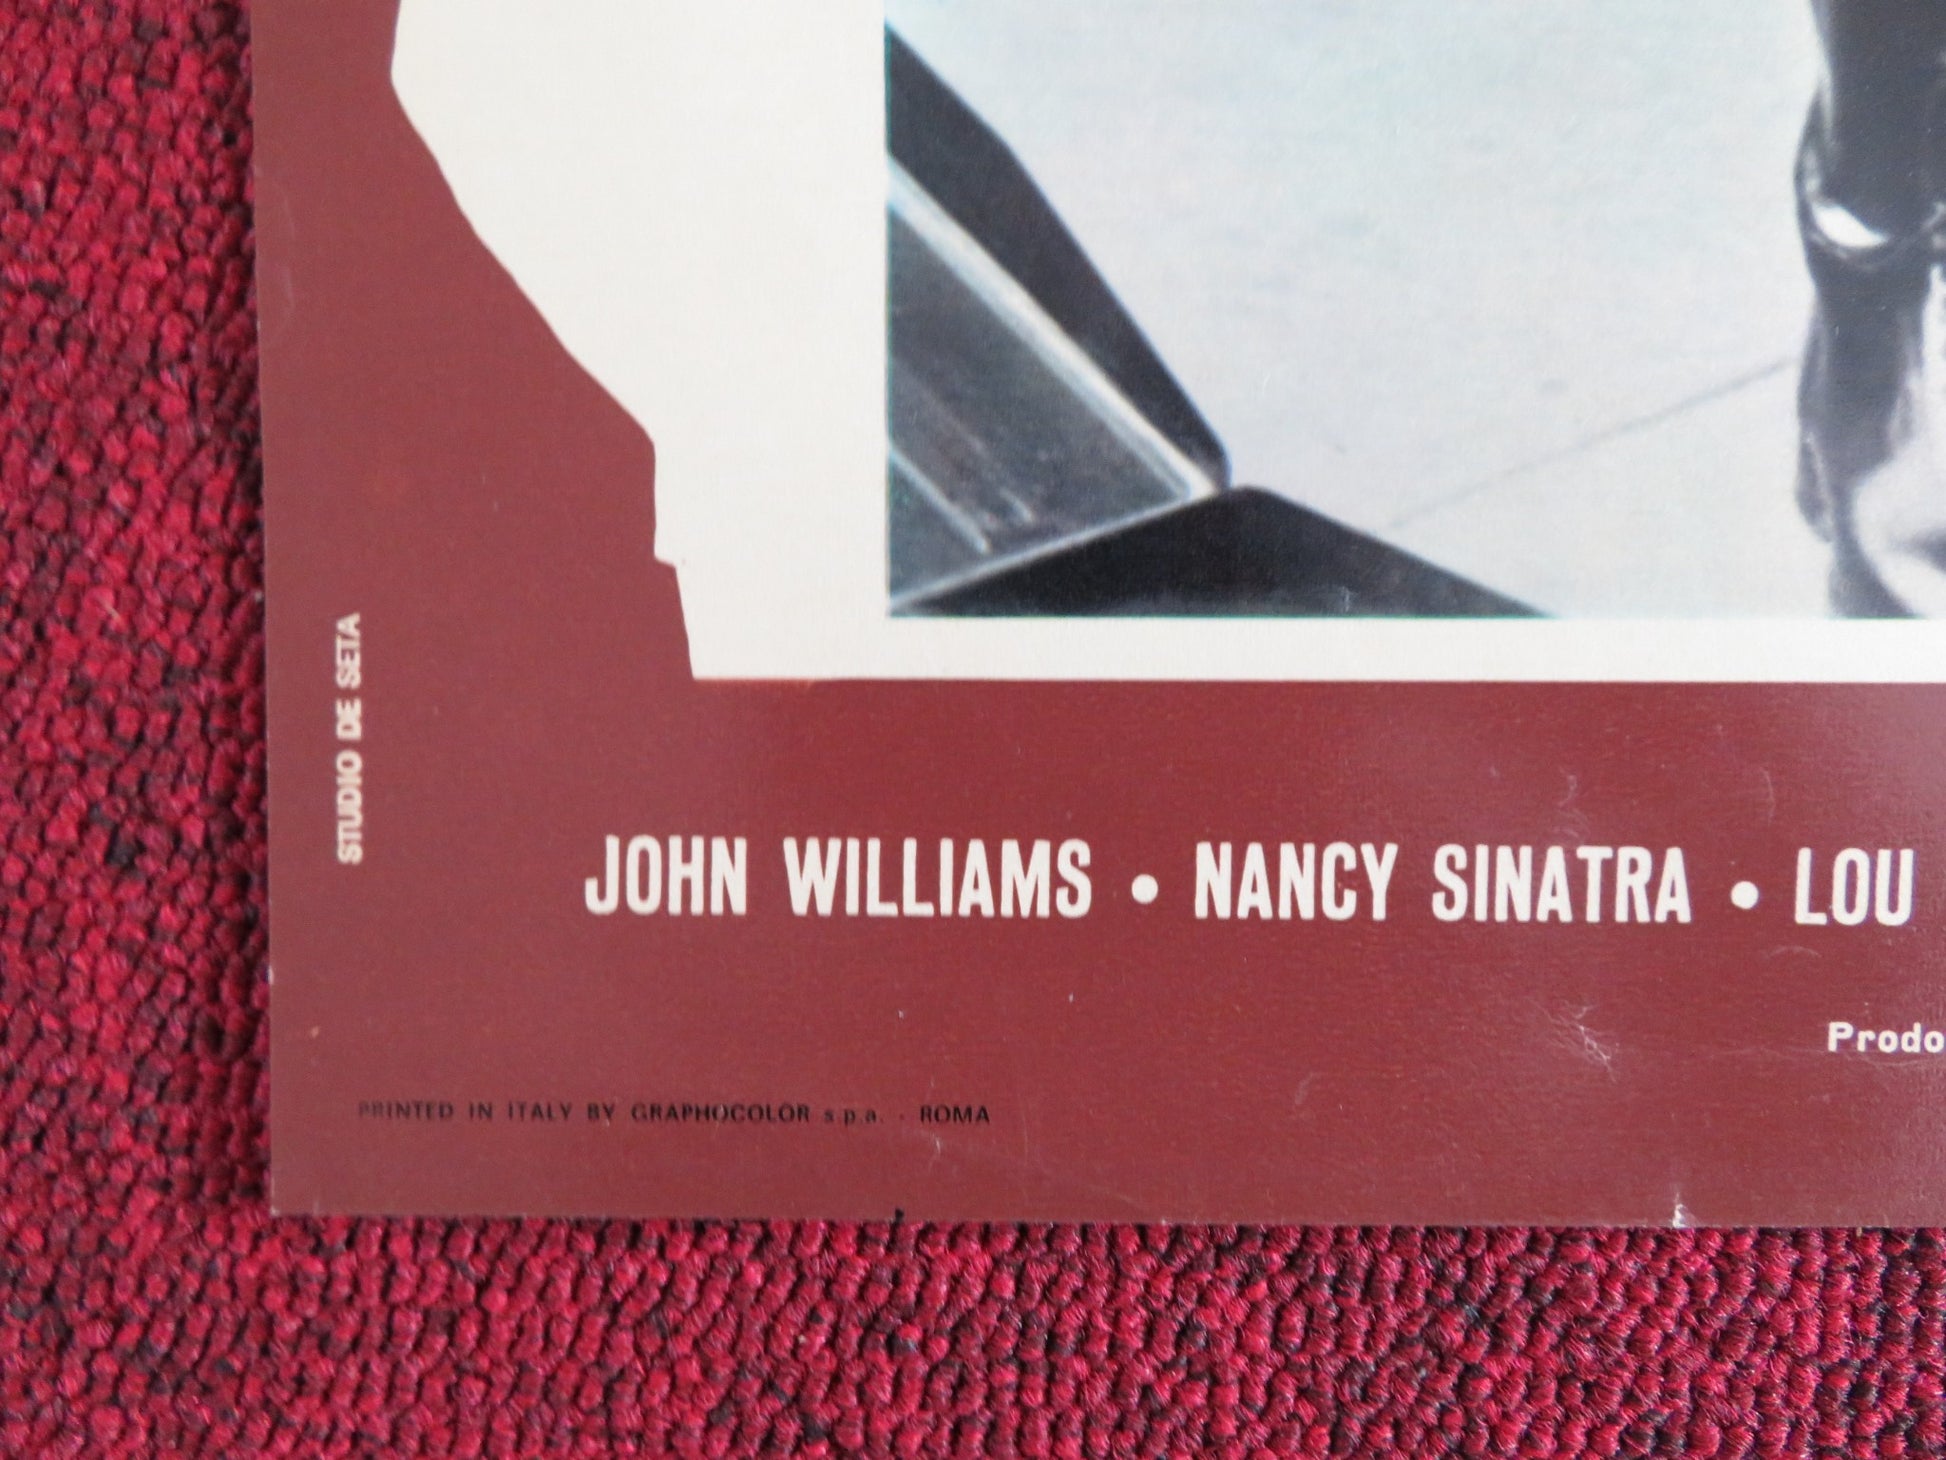 STUDIO DE SETA
JOHN WILLIAMS • NANCY SINATRA • LOU
Prodo
PRINTED IN ITALY BY GRAPHOCOLOR s.p.a. - ROMA